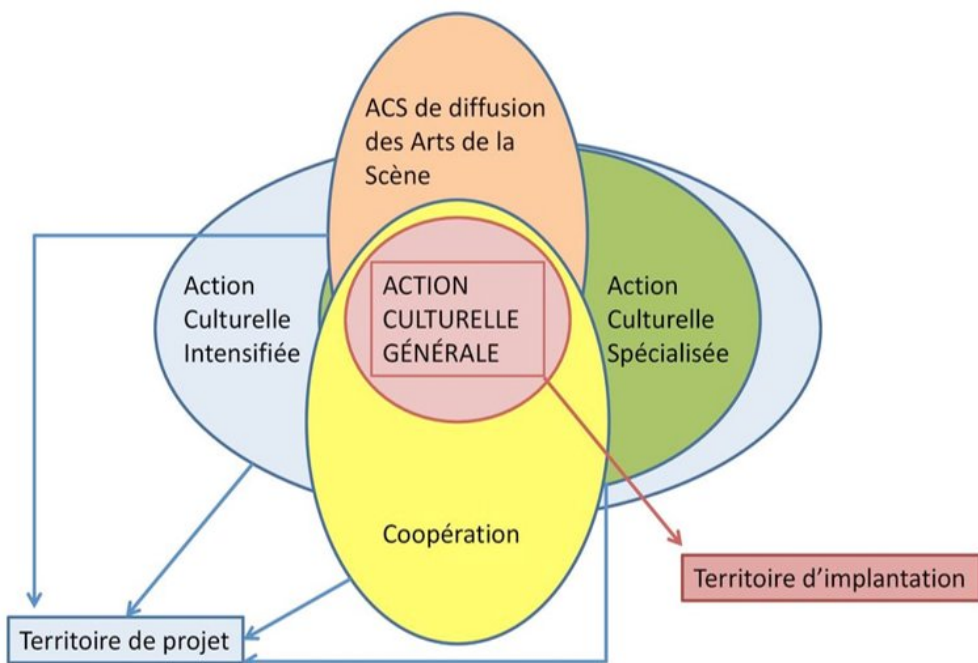 ACS de diffusion
des Arts de la
Scène
Action
Culturelle
Intensifiée
ACTION
CULTURELLE
GÉNÉRALE
Action
Culturelle
Spécialisée
Coopération
Territoire d’implantation
Territoire de projet